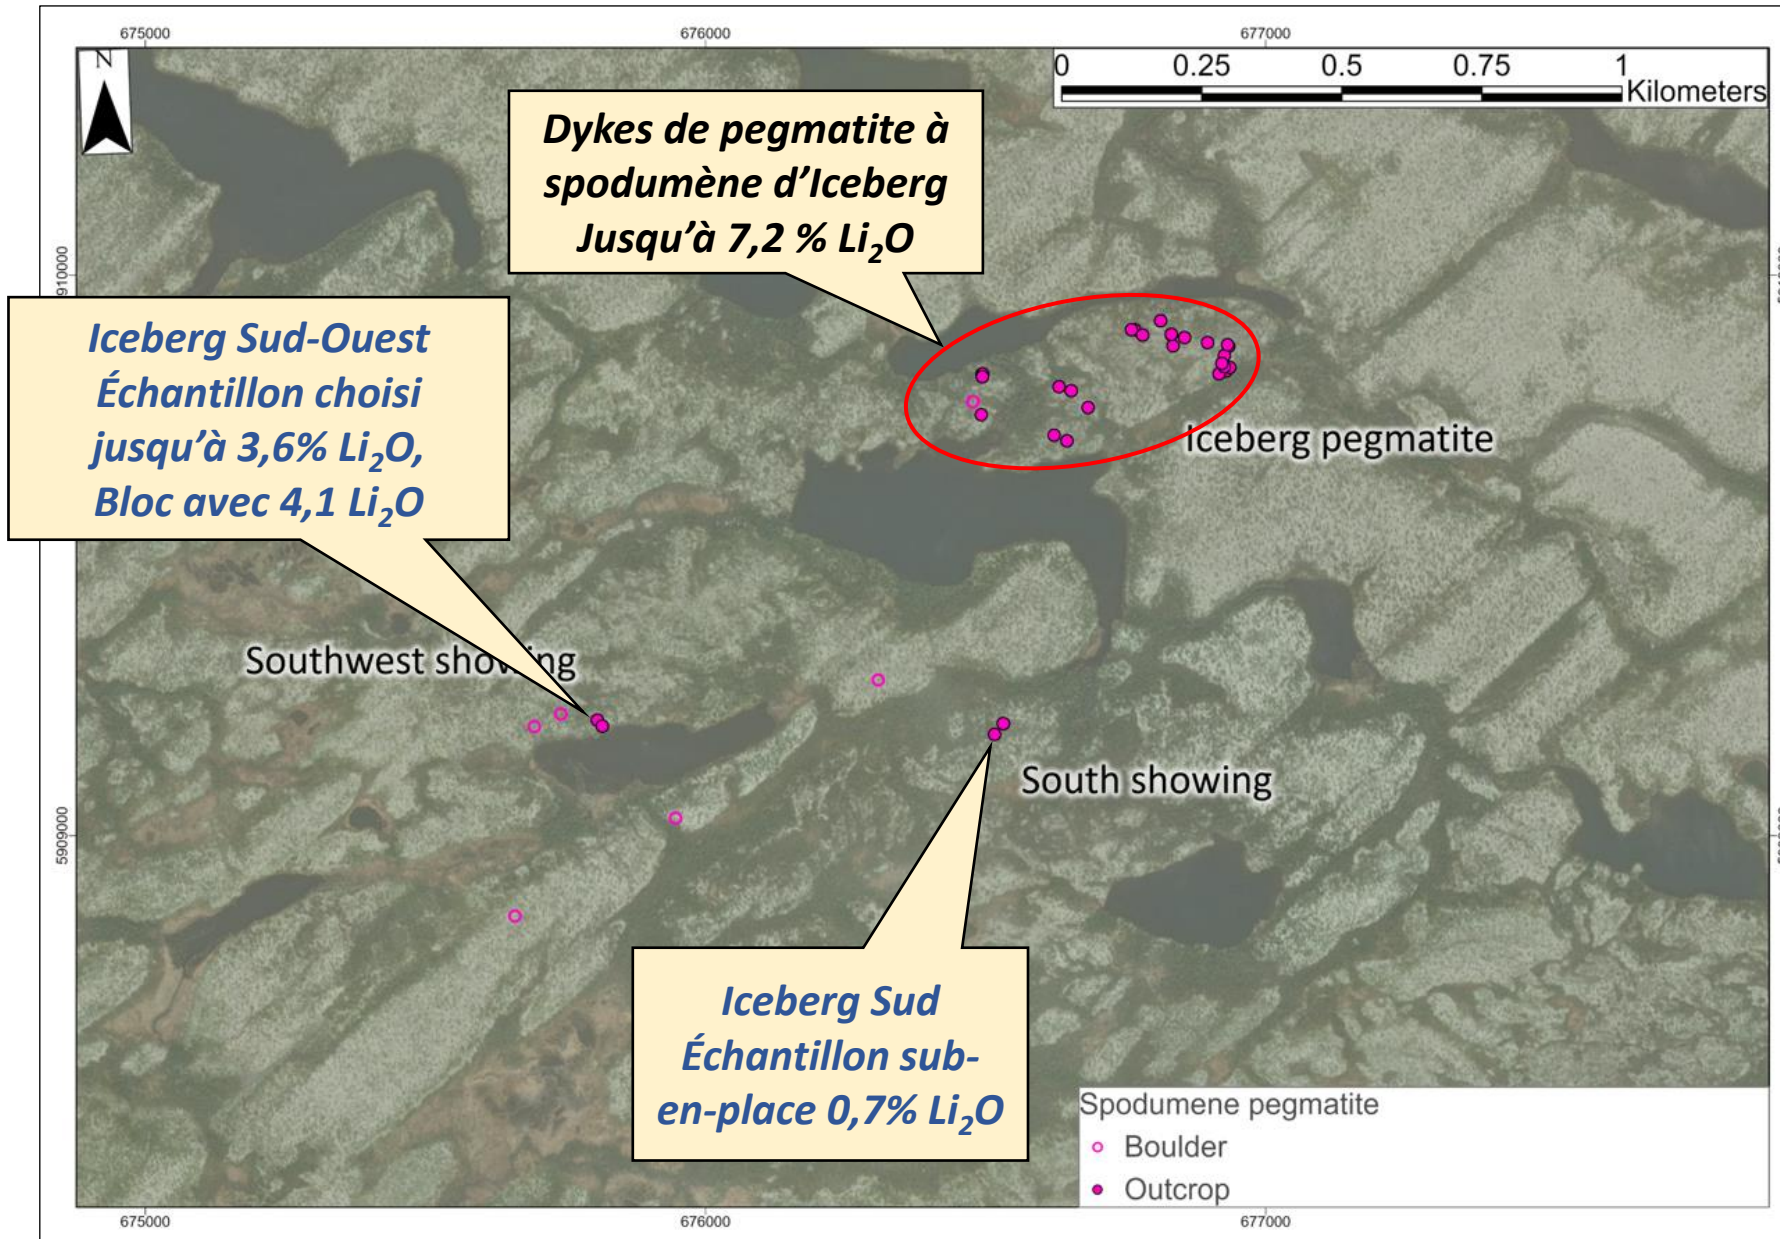 675000
676000
677000
N
0 0.25 0.5 0.75 1
Kilometers
Dykes de pegmatite à
spodumène d’Iceberg
Jusqu’à 7,2 % Li₂O
Iceberg Sud-Ouest
Échantillon choisi
jusqu’à 3,6% Li₂O,
Bloc avec 4,1 Li₂O
Iceberg pegmatite
Southwest showing
South showing
5909000
Iceberg Sud
Échantillon sub-
en-place 0,7% Li₂O
Spodumene pegmatite
Boulder
Outcrop
675000
676000
677000